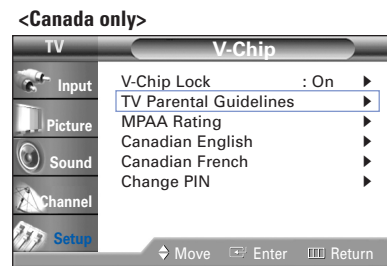 <Canada only>
TV
V-Chip
Input
Picture
Sound
Channel
Setup
V-Chip Lock : On
TV Parental Guidelines
MPAA Rating
Canadian English
Canadian French
Change PIN
Move Enter Return